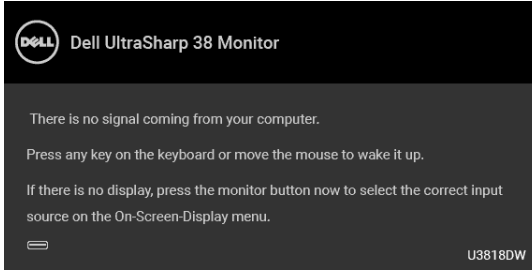 DELL Dell UltraSharp 38 Monitor
There is no signal coming from your computer.
Press any key on the keyboard or move the mouse to wake it up.
If there is no display, press the monitor button now to select the correct input
source on the On-Screen-Display menu.
U3818DW